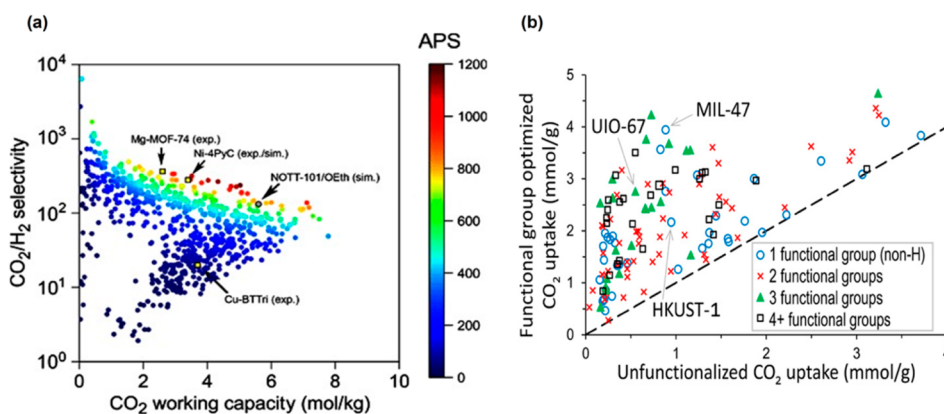 (a)
APS
10⁴
10³
10²
10¹
10⁰
CO₂/H₂ selectivity
0 2 4 6 8 10
CO₂ working capacity (mol/kg)
Mg-MOF-74 (exp.)
Ni-4PyC (exp./sim.)
NOTT-101/OEth (sim.)
Cu-BTTri (exp.)
1200
1000
800
600
400
200
0
(b)
Functional group optimized
CO₂ uptake (mmol/g)
5
4
3
2
1
0
0 1 2 3 4
Unfunctionalized CO₂ uptake (mmol/g)
MIL-47
UIO-67
HKUST-1
1 functional group (non-H)
2 functional groups
3 functional groups
4+ functional groups